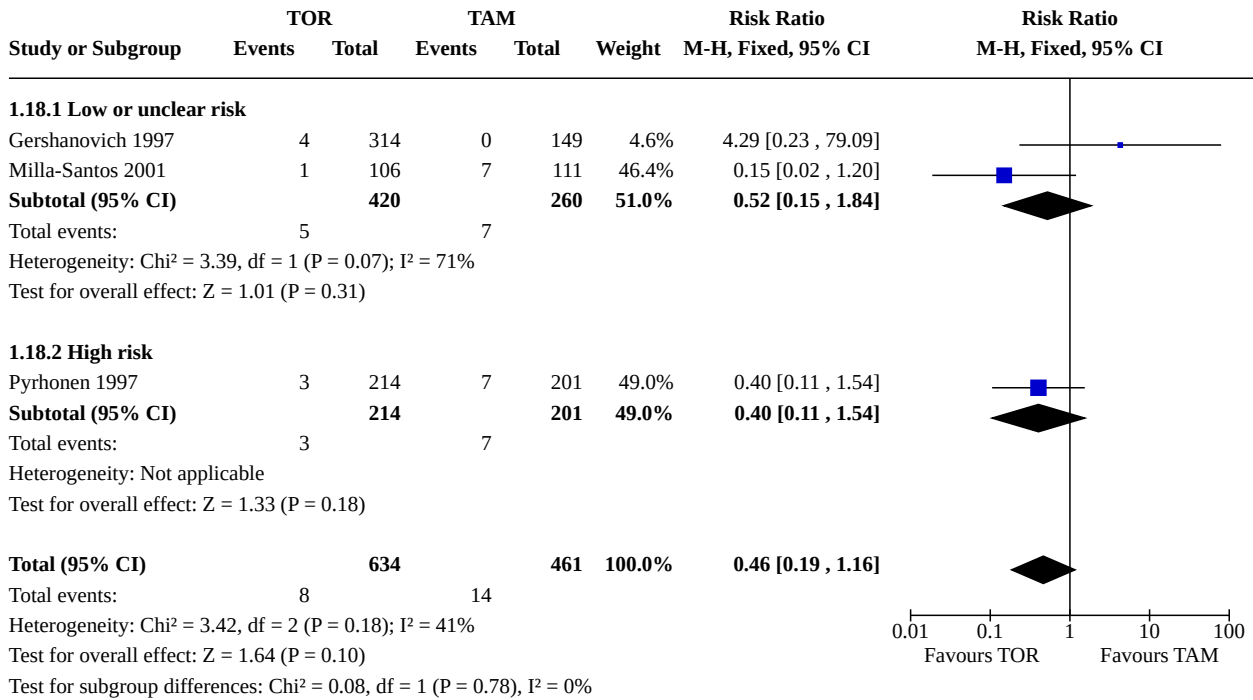 TOR TAM Risk Ratio Risk Ratio
Study or Subgroup Events Total Events Total Weight M-H, Fixed, 95% CI M-H, Fixed, 95% CI
1.18.1 Low or unclear risk
Gershanovich 1997 4 314 0 149 4.6% 4.29 [0.23 , 79.09]
Milla-Santos 2001 1 106 7 111 46.4% 0.15 [0.02 , 1.20]
Subtotal (95% CI) 420 260 51.0% 0.52 [0.15 , 1.84]
Total events: 5 7
Heterogeneity: Chi² = 3.39, df = 1 (P = 0.07); I² = 71%
Test for overall effect: Z = 1.01 (P = 0.31)
1.18.2 High risk
Pyrhonen 1997 3 214 7 201 49.0% 0.40 [0.11 , 1.54]
Subtotal (95% CI) 214 201 49.0% 0.40 [0.11 , 1.54]
Total events: 3 7
Heterogeneity: Not applicable
Test for overall effect: Z = 1.33 (P = 0.18)
Total (95% CI) 634 461 100.0% 0.46 [0.19 , 1.16]
Total events: 8 14
Heterogeneity: Chi² = 3.42, df = 2 (P = 0.18); I² = 41%
Test for overall effect: Z = 1.64 (P = 0.10)
Test for subgroup differences: Chi² = 0.08, df = 1 (P = 0.78), I² = 0%
0.01 0.1 1 10 100
Favours TOR Favours TAM